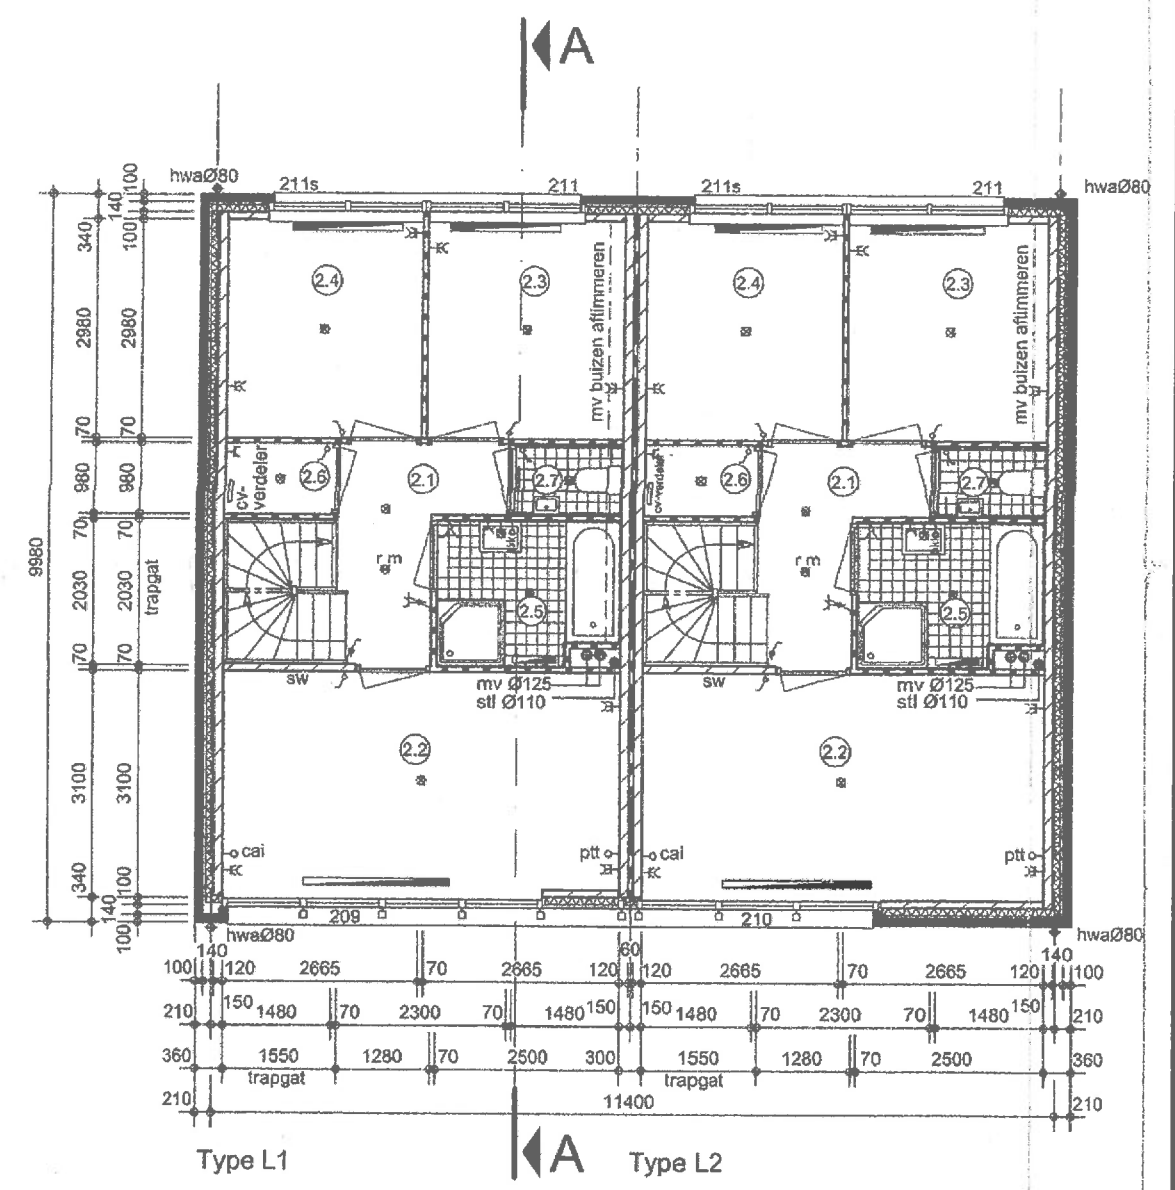 A
hwaØ80
hwaØ80
211s
211
211s
211
100
140
100
340
2.4
2.3
2.4
2.3
mv buizen aftimmeren
mv buizen aftimmeren
2980
2980
70
70
cv-
verdeler
2.6
2.1
2.7
cv-verdeler
2.6
2.1
2.7
980
980
70
70
9980
r m
r m
2030
2030
trapgat
2.5
2.5
70
70
sw
mv Ø125
stl Ø110
sw
mv Ø125
stl Ø110
2.2
2.2
3100
3100
cai
ptt
cai
ptt
340
100
140
100
209
210
hwaØ80
hwaØ80
140
60
140
100
120
2665
70
2665
120
120
2665
70
2665
120
100
210
150
1480
70
2300
70
1480
150
150
1480
70
2300
70
1480
150
210
360
1550
1280
70
2500
300
1550
1280
70
2500
360
trapgat
trapgat
210
11400
210
Type L1
A
Type L2